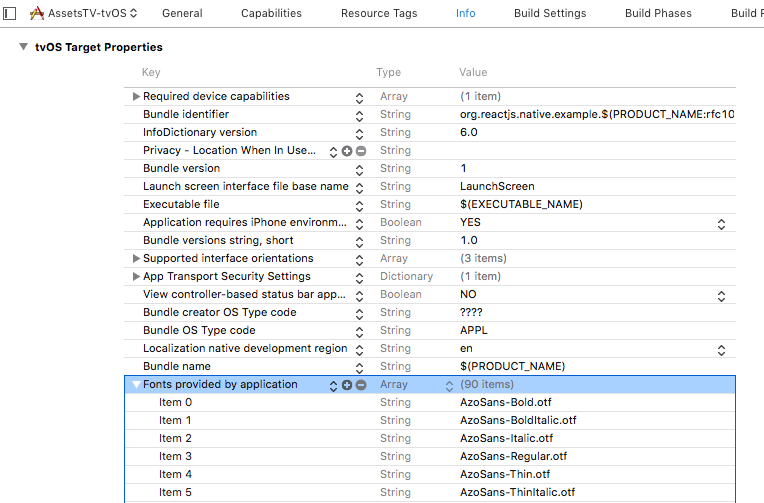 AssetsTV-tvOS General Capabilities Resource Tags Info Build Settings Build Phases Build
tvOS Target Properties
Key Type Value
Required device capabilities Array (1 item)
Bundle identifier String org.reactjs.native.example.$(PRODUCT_NAME:rfc10
InfoDictionary version String 6.0
Privacy - Location When In Use... String
Bundle version String 1
Launch screen interface file base name String LaunchScreen
Executable file String $(EXECUTABLE_NAME)
Application requires iPhone environm... Boolean YES
Bundle versions string, short String 1.0
Supported interface orientations Array (3 items)
App Transport Security Settings Dictionary (1 item)
View controller-based status bar app... Boolean NO
Bundle creator OS Type code String ????
Bundle OS Type code String APPL
Localization native development region String en
Bundle name String $(PRODUCT_NAME)
Fonts provided by application Array (90 items)
Item 0 String AzoSans-Bold.otf
Item 1 String AzoSans-BoldItalic.otf
Item 2 String AzoSans-Italic.otf
Item 3 String AzoSans-Regular.otf
Item 4 String AzoSans-Thin.otf
Item 5 String AzoSans-ThinItalic.otf